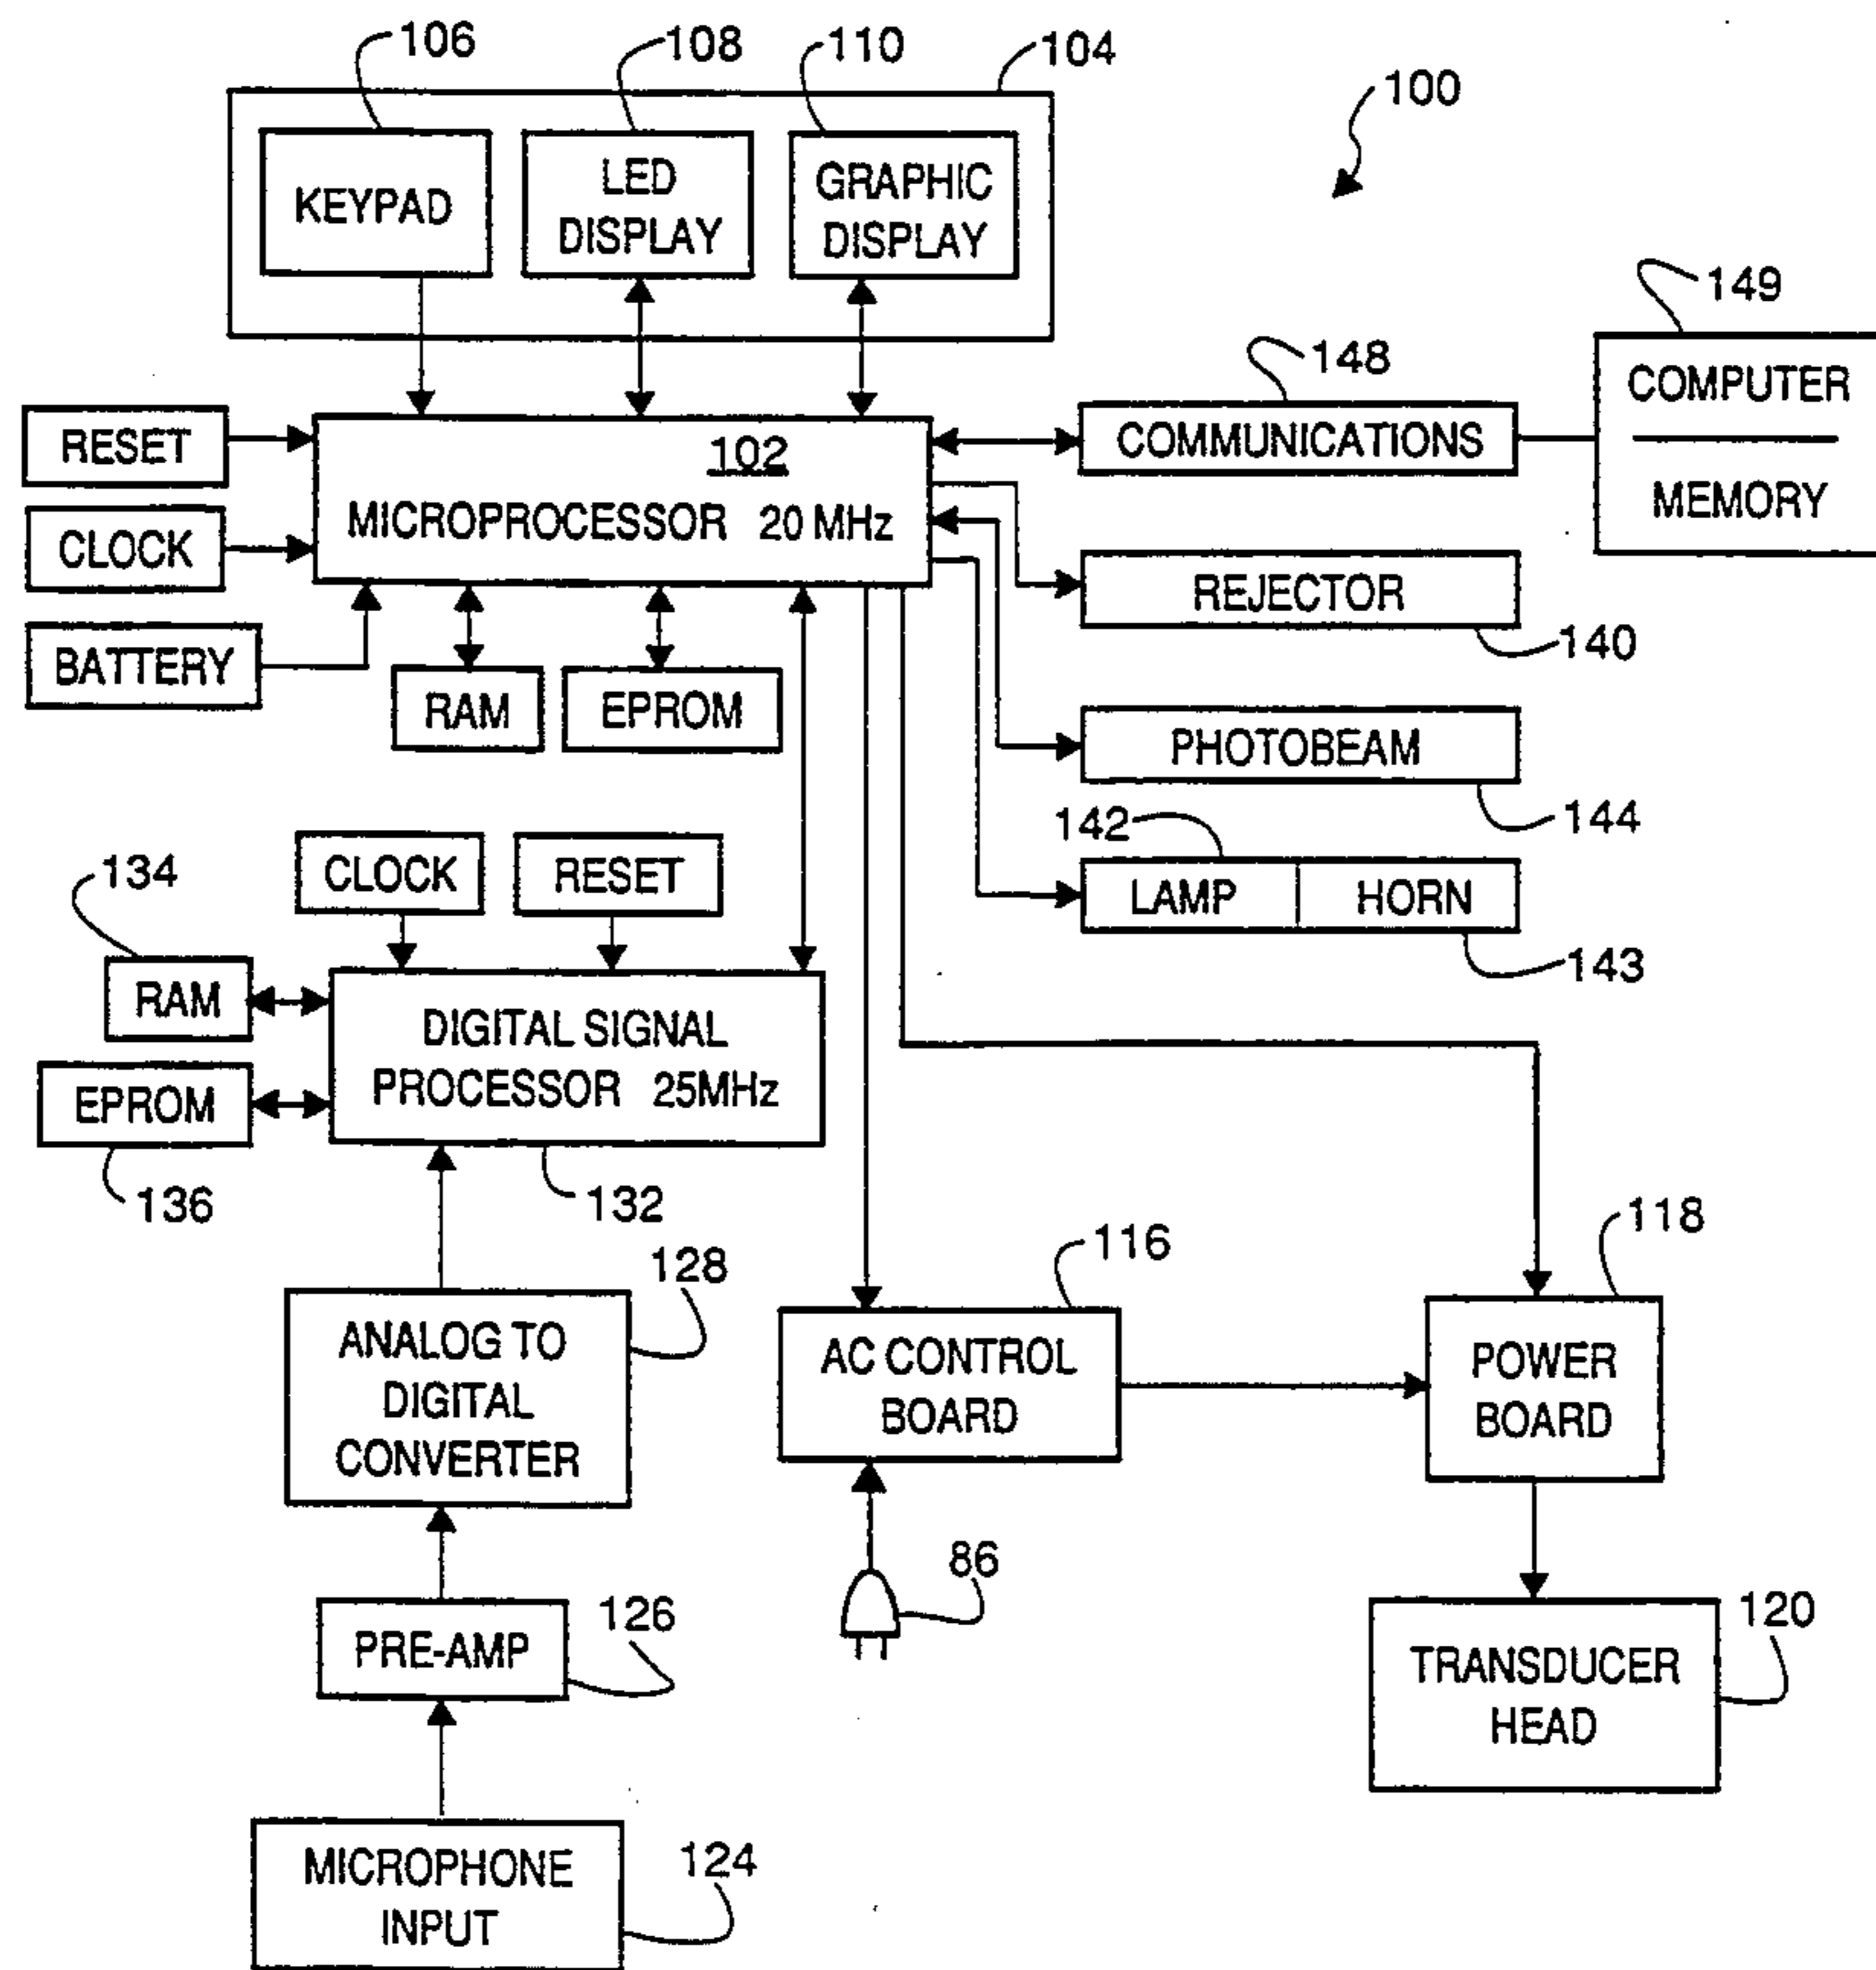 106
108
110
104
100
KEYPAD
LED
DISPLAY
GRAPHIC
DISPLAY
149
COMPUTER
MEMORY
148
COMMUNICATIONS
RESET
CLOCK
BATTERY
102
MICROPROCESSOR 20 MHz
REJECTOR
140
RAM
EPROM
PHOTOBEAM
144
142
LAMP
HORN
143
CLOCK
RESET
134
RAM
EPROM
136
DIGITAL SIGNAL
PROCESSOR 25MHz
132
128
ANALOG TO
DIGITAL
CONVERTER
116
AC CONTROL
BOARD
118
POWER
BOARD
86
126
PRE-AMP
120
TRANSDUCER
HEAD
MICROPHONE
INPUT
124